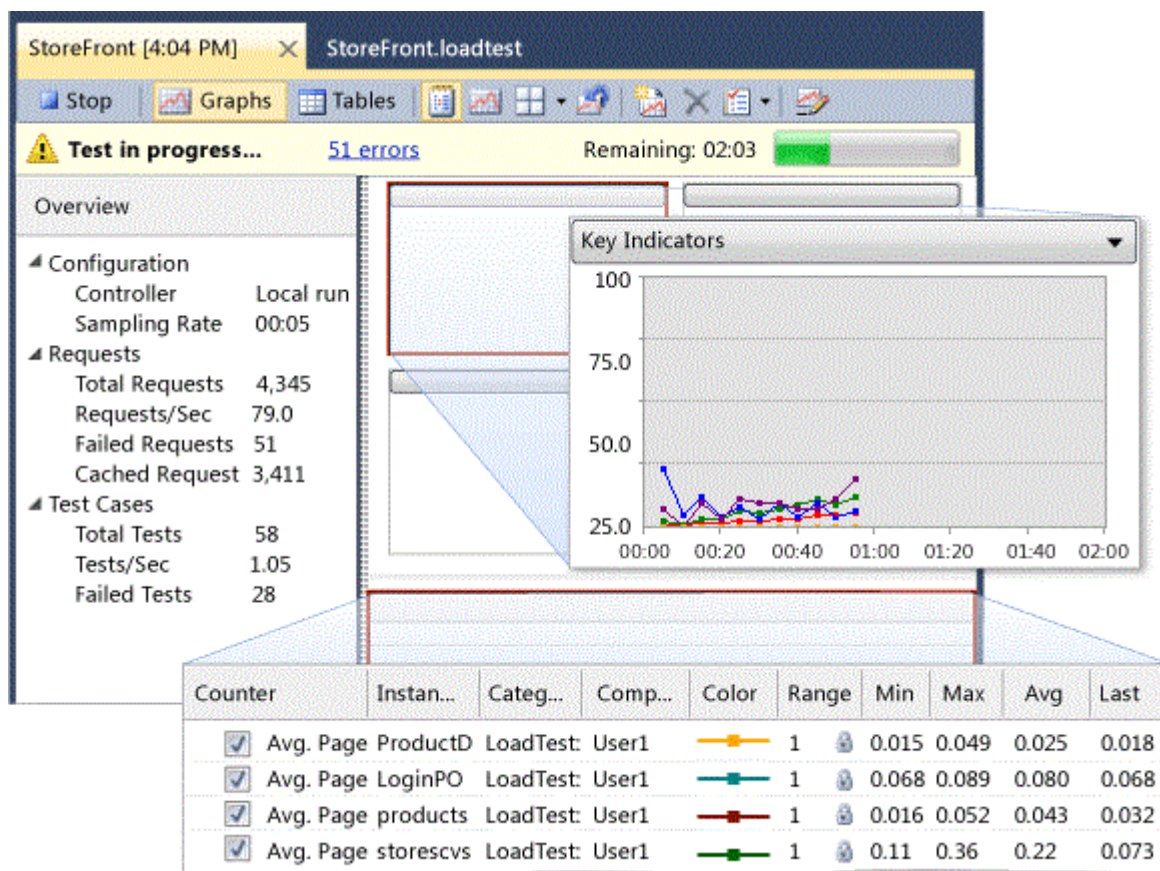 StoreFront [4:04 PM] StoreFront.loadtest
Stop Graphs Tables
Test in progress... 51 errors Remaining: 02:03
Overview
Configuration
Controller Local run
Sampling Rate 00:05
Requests
Total Requests 4,345
Requests/Sec 79.0
Failed Requests 51
Cached Request 3,411
Test Cases
Total Tests 58
Tests/Sec 1.05
Failed Tests 28
Key Indicators
100
75.0
50.0
25.0
00:00 00:20 00:40 01:00 01:20 01:40 02:00
Counter Instan... Categ... Comp... Color Range Min Max Avg Last
Avg. Page ProductD LoadTest: User1 1 0.015 0.049 0.025 0.018
Avg. Page LoginPO LoadTest: User1 1 0.068 0.089 0.080 0.068
Avg. Page products LoadTest: User1 1 0.016 0.052 0.043 0.032
Avg. Page storescvs LoadTest: User1 1 0.11 0.36 0.22 0.073